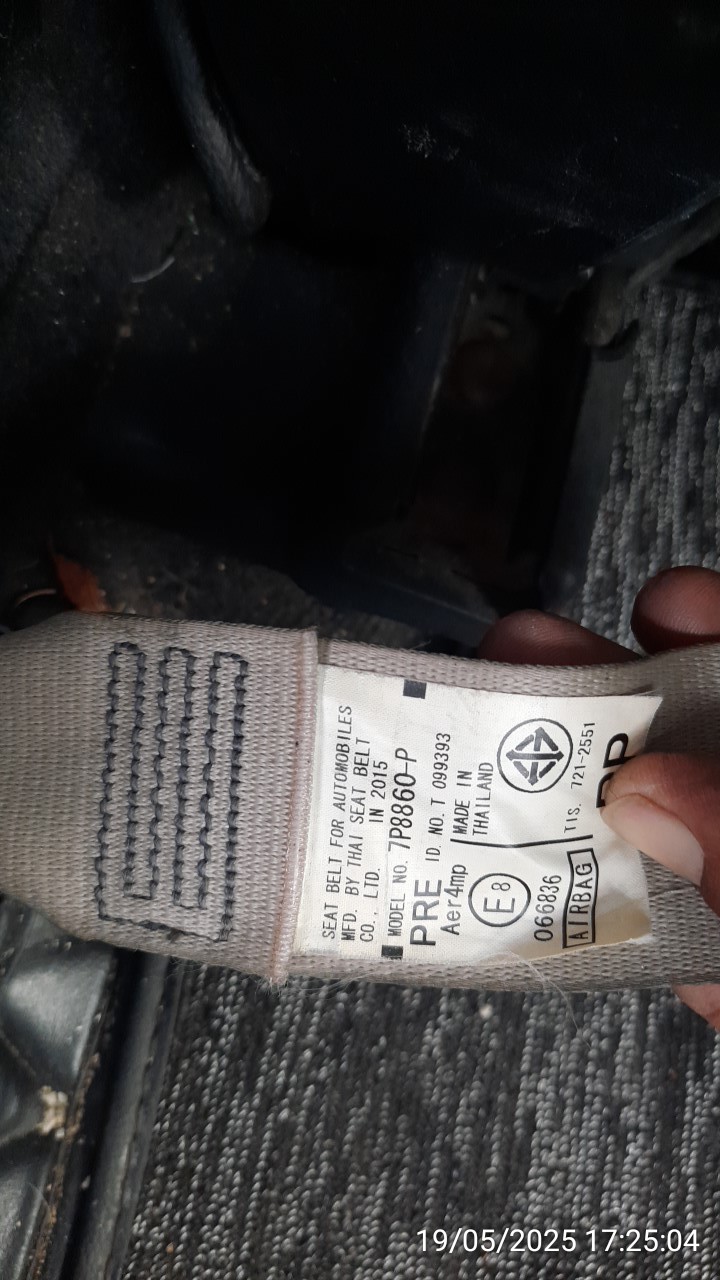 SEAT BELT FOR AUTOMOBILES
MFD. BY THAI SEAT BELT
CO., LTD. IN 2015
MODEL NO. 7P8860-P
PRE ID. NO. T 099393
Aer4mp
MADE IN
THAILAND
E8
066836
AIRBAG
TIS. 721-2551
19/05/2025 17:25:04